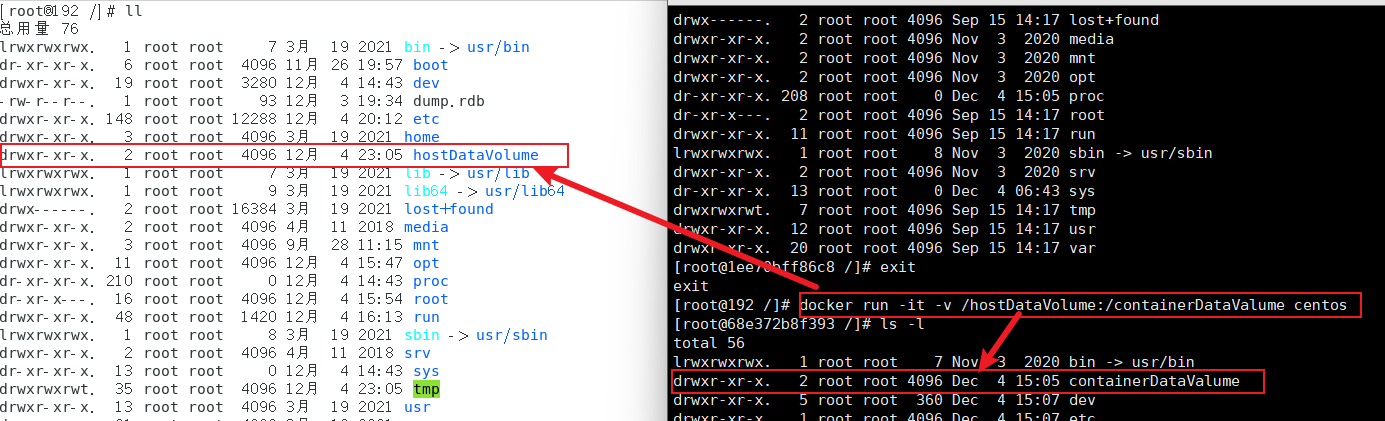 [root@192 /]# ll
总用量 76
lrwxrwxrwx.   1 root root     7 3月   19 2021 bin -> usr/bin
dr-xr-xr-x.   6 root root  4096 11月  26 19:57 boot
drwxr-xr-x.  19 root root  3280 12月   4 14:43 dev
-rw-r--r--.   1 root root    93 12月   3 19:34 dump.rdb
drwxr-xr-x. 148 root root 12288 12月   4 20:12 etc
drwxr-xr-x.   3 root root  4096 3月   19 2021 home
drwxr-xr-x.   2 root root  4096 12月   4 23:05 hostDataVolume
lrwxrwxrwx.   1 root root     7 3月   19 2021 lib -> usr/lib
lrwxrwxrwx.   1 root root     9 3月   19 2021 lib64 -> usr/lib64
drwx------.   2 root root 16384 3月   19 2021 lost+found
drwxr-xr-x.   2 root root  4096 4月   11 2018 media
drwxr-xr-x.   3 root root  4096 9月   28 11:15 mnt
drwxr-xr-x.  11 root root  4096 12月   4 15:47 opt
dr-xr-xr-x. 210 root root     0 12月   4 14:43 proc
dr-xr-x---.  16 root root  4096 12月   4 15:54 root
drwxr-xr-x.  48 root root  1420 12月   4 16:13 run
lrwxrwxrwx.   1 root root     8 3月   19 2021 sbin -> usr/sbin
drwxr-xr-x.   2 root root  4096 4月   11 2018 srv
dr-xr-xr-x.  13 root root     0 12月   4 14:43 sys
drwxrwxrwt.  35 root root  4096 12月   4 23:05 tmp
drwxr-xr-x.  13 root root  4096 3月   19 2021 usr
drwx------.   2 root root 4096 Sep 15 14:17 lost+found
drwxr-xr-x.   2 root root 4096 Nov  3  2020 media
drwxr-xr-x.   2 root root 4096 Nov  3  2020 mnt
drwxr-xr-x.   2 root root 4096 Nov  3  2020 opt
dr-xr-xr-x. 208 root root    0 Dec  4 15:05 proc
dr-xr-x---.   2 root root 4096 Sep 15 14:17 root
drwxr-xr-x.  11 root root 4096 Sep 15 14:17 run
lrwxrwxrwx.   1 root root    8 Nov  3  2020 sbin -> usr/sbin
drwxr-xr-x.   2 root root 4096 Nov  3  2020 srv
dr-xr-xr-x.  13 root root    0 Dec  4 06:43 sys
drwxrwxrwt.   7 root root 4096 Sep 15 14:17 tmp
drwxr-xr-x.  12 root root 4096 Sep 15 14:17 usr
drwxr-xr-x.  20 root root 4096 Sep 15 14:17 var
[root@1ee70bff86c8 /]# exit
exit
[root@192 /]# docker run -it -v /hostDataVolume:/containerDataValume centos
[root@68e372b8f393 /]# ls -l
total 56
lrwxrwxrwx.   1 root root    7 Nov  3  2020 bin -> usr/bin
drwxr-xr-x.   2 root root 4096 Dec  4 15:05 containerDataValume
drwxr-xr-x.   5 root root  360 Dec  4 15:07 dev
drwxr-xr-x.   1 root root 4096 Dec  4 15:07 etc